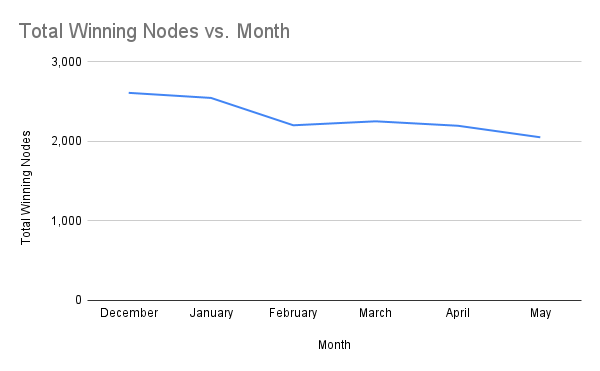 Total Winning Nodes vs. Month
3,000
2,000
1,000
0
Total Winning Nodes
December January February March April May
Month